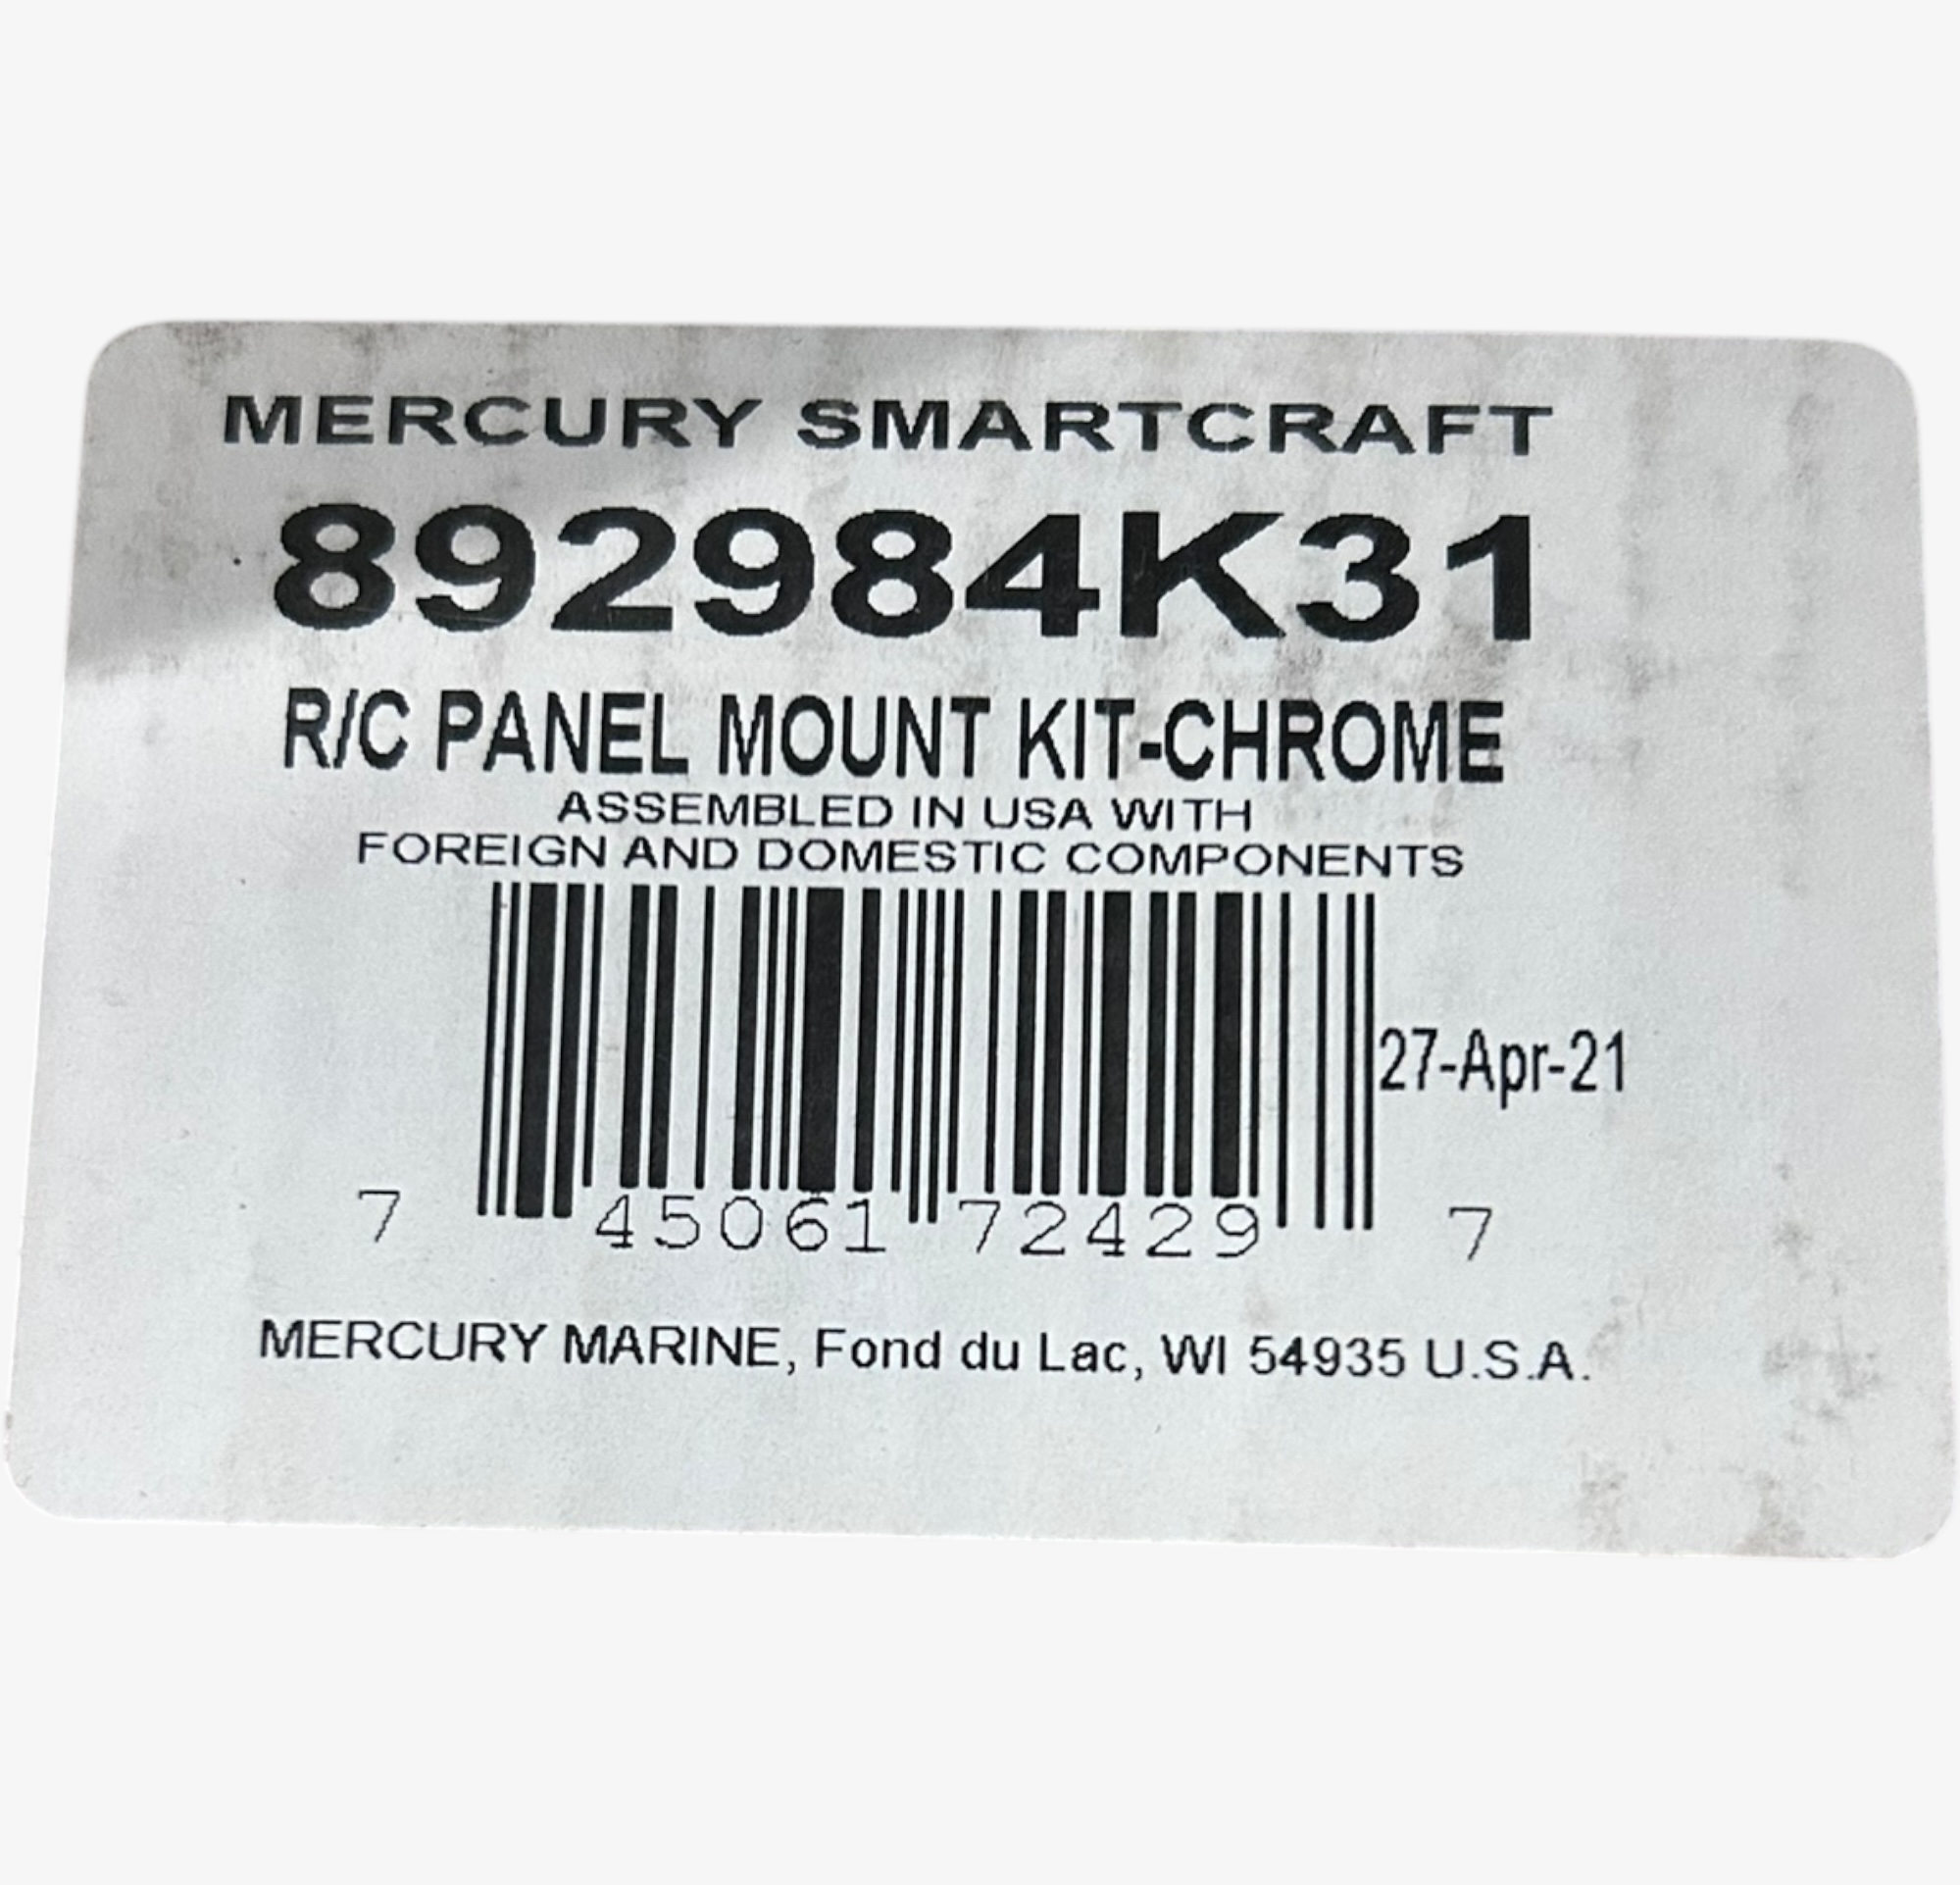 MERCURY SMARTCRAFT
892984K31
R/C PANEL MOUNT KIT-CHROME
ASSEMBLED IN USA WITH
FOREIGN AND DOMESTIC COMPONENTS
27-Apr-21
7 45061 72429 7
MERCURY MARINE, Fond du Lac, WI 54935 U.S.A.